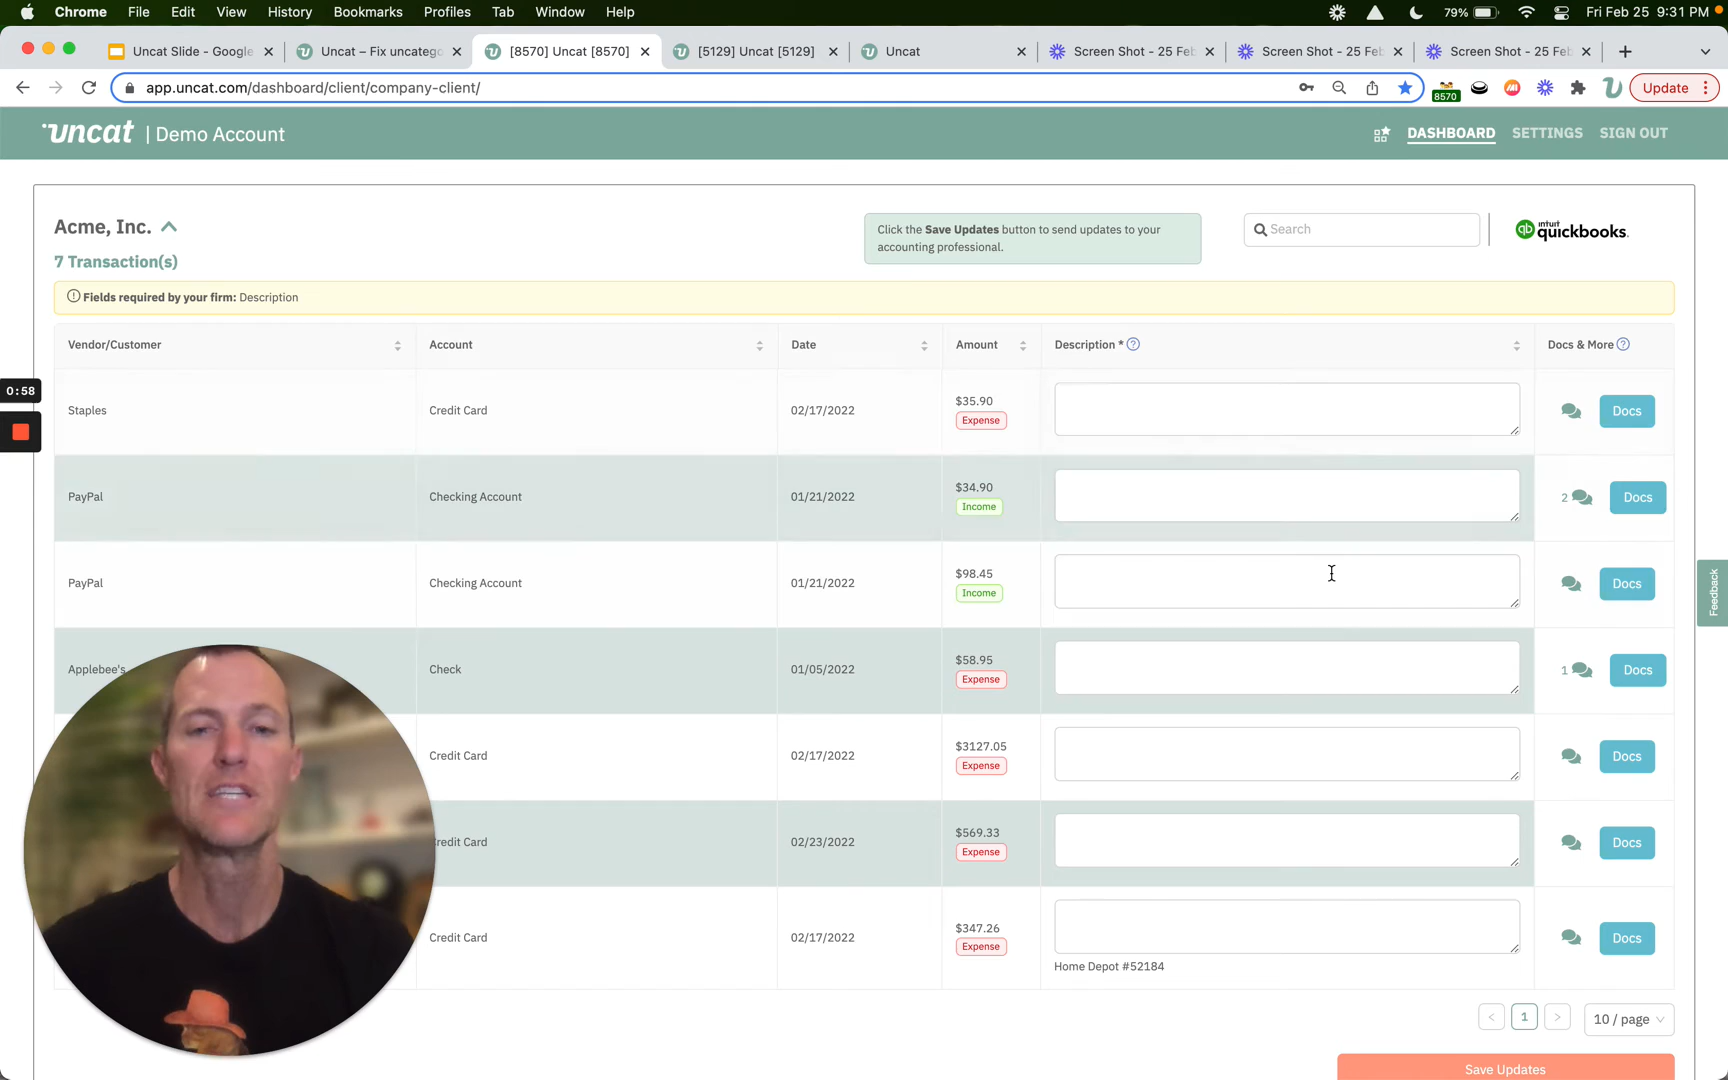 Chrome File Edit View History Bookmarks Profiles Tab Window Help 79% Fri Feb 25 9:31 PM
Uncat Slide - Google Uncat – Fix uncatego [8570] Uncat [8570] [5129] Uncat [5129] Uncat Screen Shot - 25 Feb Screen Shot - 25 Feb Screen Shot - 25 Feb
app.uncat.com/dashboard/client/company-client/ 8570 Update
uncat | Demo Account DASHBOARD SETTINGS SIGN OUT
Acme, Inc. Click the Save Updates button to send updates to your accounting professional. Search intuit quickbooks.
7 Transaction(s)
Fields required by your firm: Description
Vendor/Customer Account Date Amount Description * Docs & More
0:58
Staples Credit Card 02/17/2022 $35.90 Expense Docs
PayPal Checking Account 01/21/2022 $34.90 Income 2 Docs
PayPal Checking Account 01/21/2022 $98.45 Income Docs
Feedback
Applebee's Check 01/05/2022 $58.95 Expense 1 Docs
Credit Card 02/17/2022 $3127.05 Expense Docs
redit Card 02/23/2022 $569.33 Expense Docs
Credit Card 02/17/2022 $347.26 Expense Docs
Home Depot #52184
< 1 > 10 / page
Save Updates